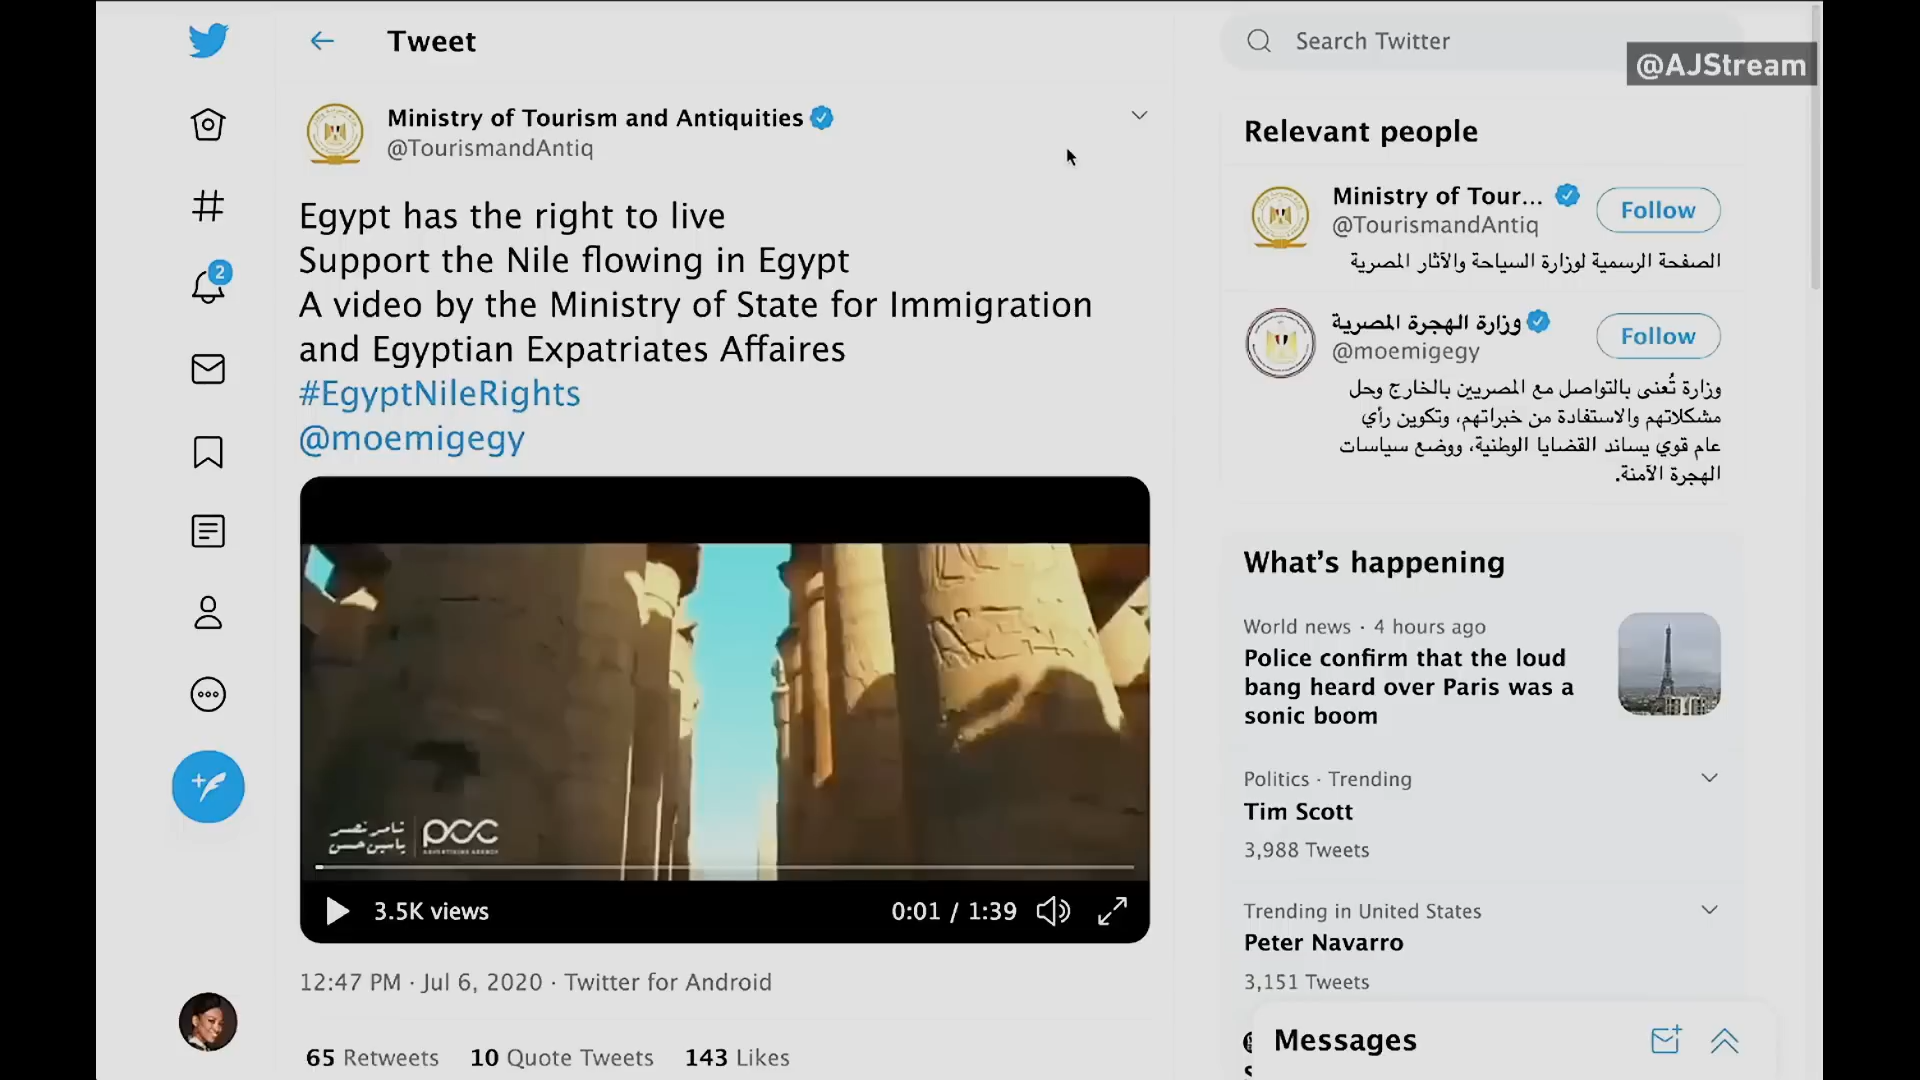 Tweet
Search Twitter
@AJStream
Ministry of Tourism and Antiquities
@TourismandAntiq
Egypt has the right to live
Support the Nile flowing in Egypt
A video by the Ministry of State for Immigration
and Egyptian Expatriates Affaires
#EgyptNileRights
@moemigegy
تامر نصر
ياسين حسن
PCC
ADVERTISING AGENCY
3.5K views
0:01 / 1:39
12:47 PM · Jul 6, 2020 · Twitter for Android
65 Retweets 10 Quote Tweets 143 Likes
2
Relevant people
Ministry of Tour...
@TourismandAntiq
Follow
الصفحة الرسمية لوزارة السياحة والآثار المصرية
وزارة الهجرة المصرية
@moemigegy
Follow
وزارة تُعنى بالتواصل مع المصريين بالخارج وحل
مشكلاتهم والاستفادة من خبراتهم، وتكوين رأي
عام قوي يساند القضايا الوطنية، ووضع سياسات
الهجرة الآمنة.
What's happening
World news · 4 hours ago
Police confirm that the loud
bang heard over Paris was a
sonic boom
Politics · Trending
Tim Scott
3,988 Tweets
Trending in United States
Peter Navarro
3,151 Tweets
Messages